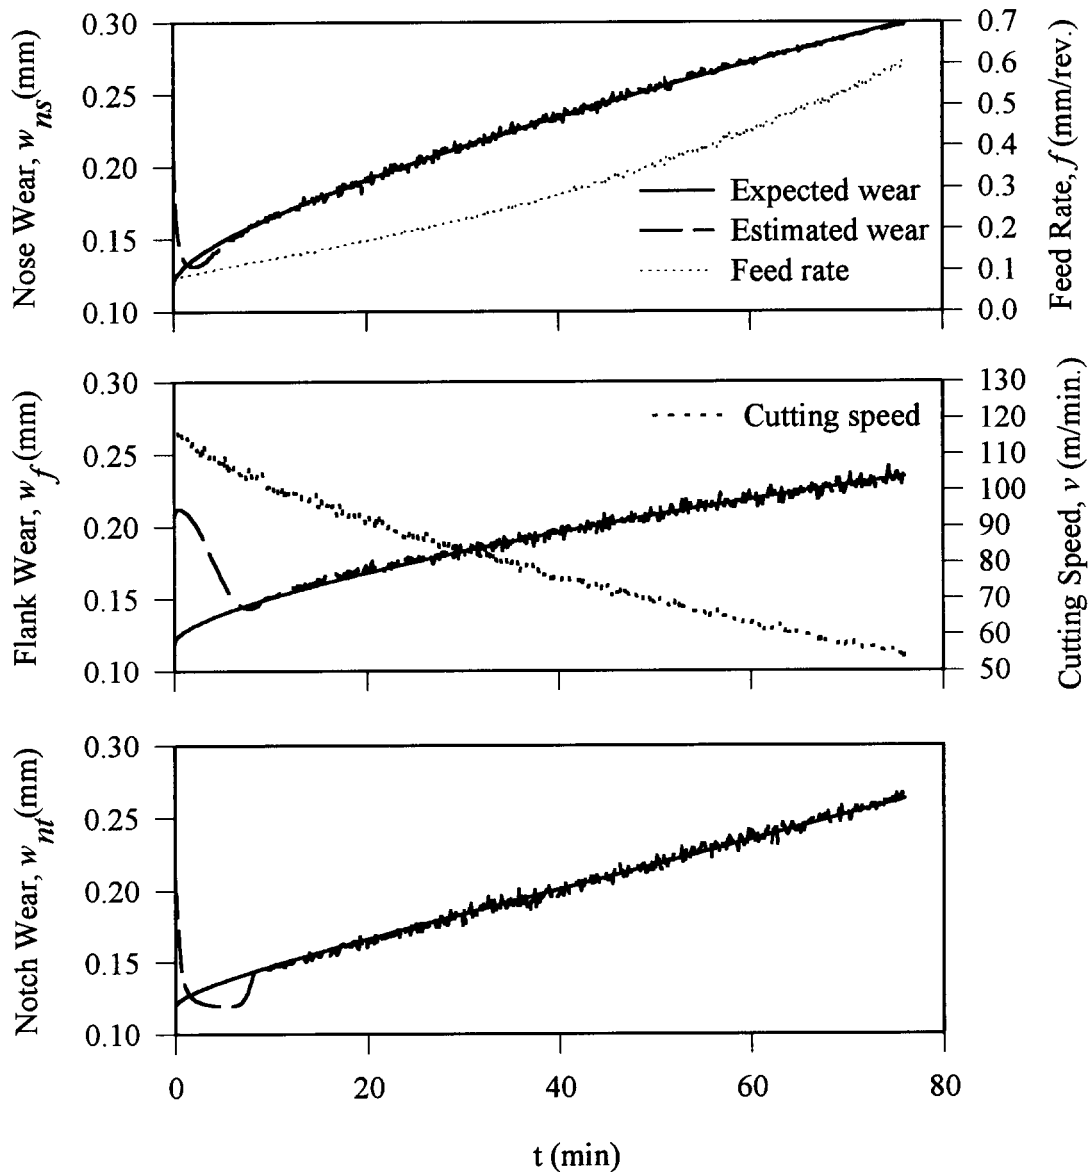 0.30
0.25
0.20
0.15
0.10
Nose Wear, w ns (mm)
0.7
0.6
0.5
0.4
0.3
0.2
0.1
0.0
Feed Rate, f (mm/rev.)
Expected wear
Estimated wear
Feed rate
0.30
0.25
0.20
0.15
0.10
Flank Wear, w f (mm)
130
120
110
100
90
80
70
60
50
Cutting Speed, v (m/min.)
Cutting speed
0.30
0.25
0.20
0.15
0.10
Notch Wear, w nt (mm)
0 20 40 60 80
t (min)